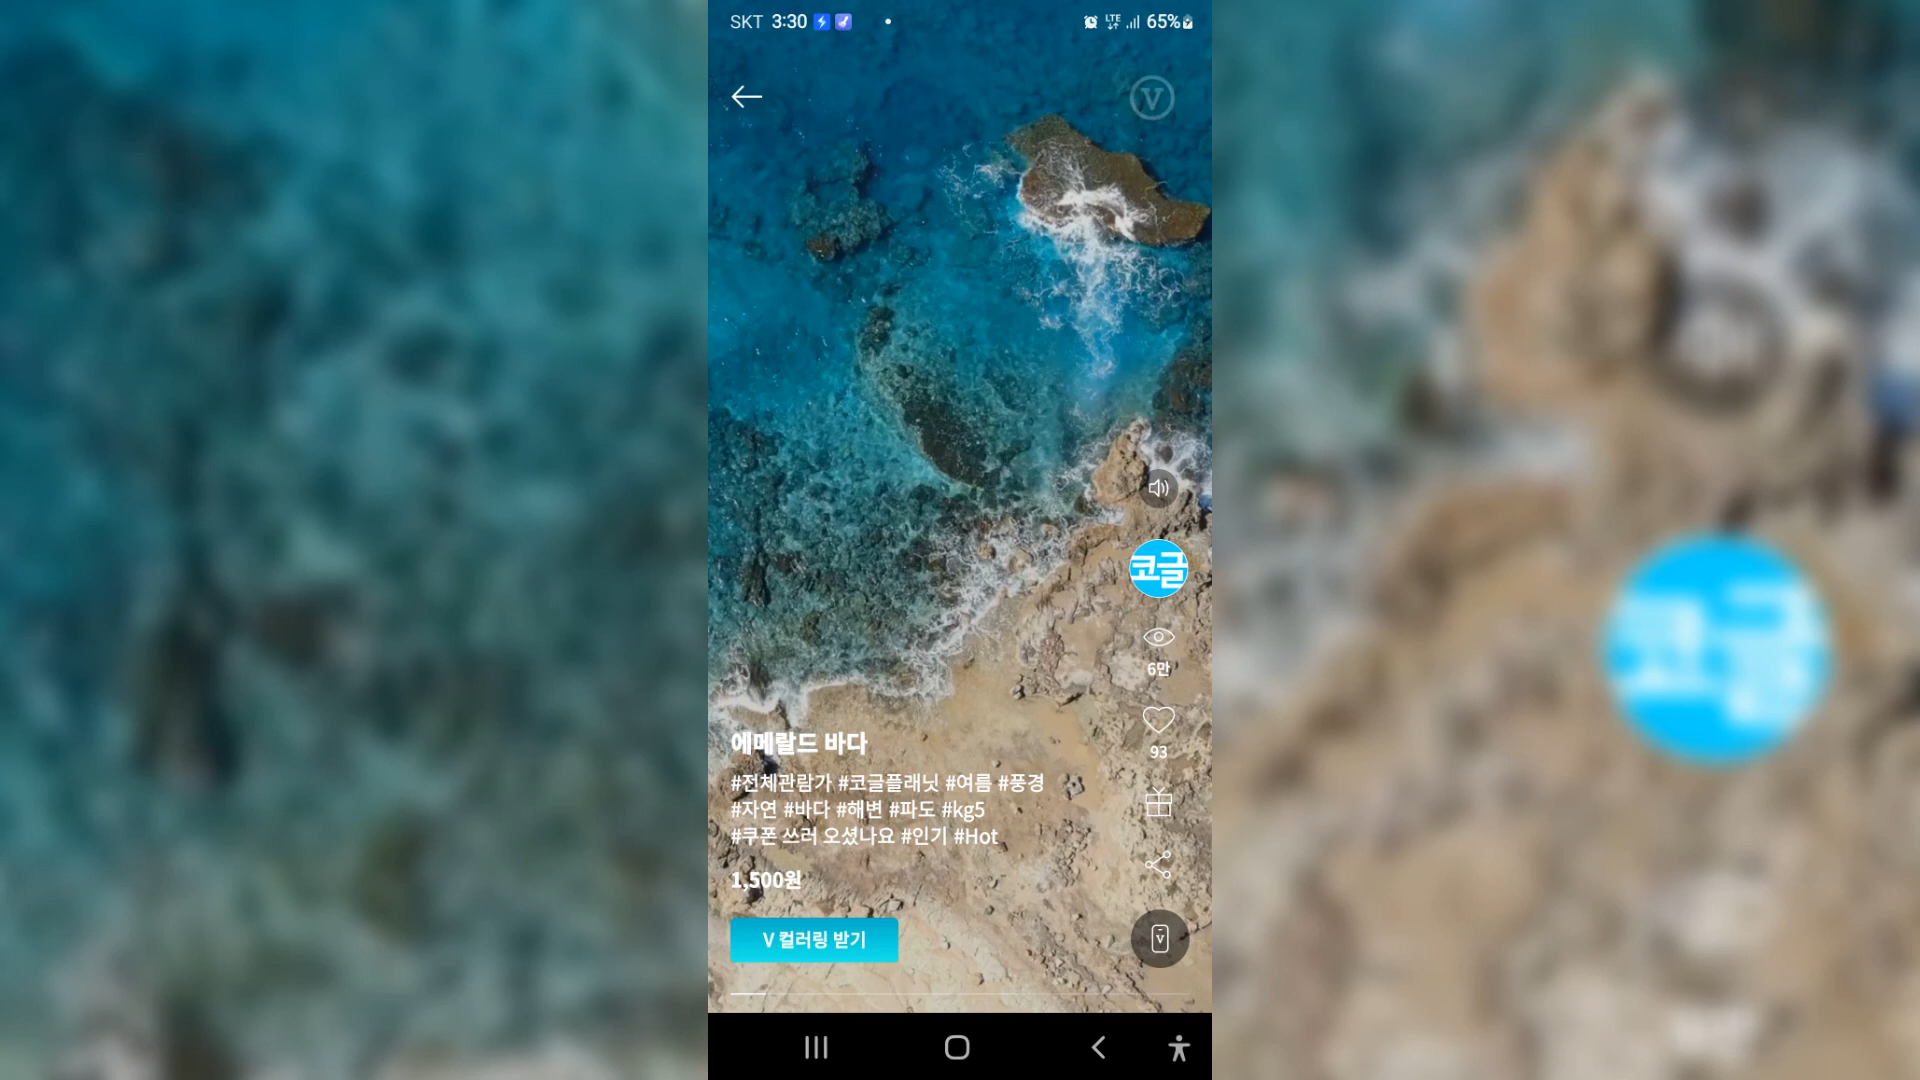 SKT 3:30
LTE 65%
V
코글
6만
93
에메랄드 바다
#전체관람가 #코글플래닛 #여름 #풍경
#자연 #바다 #해변 #파도 #kg5
#쿠폰 쓰러 오셨나요 #인기 #Hot
1,500원
V 컬러링 받기
V